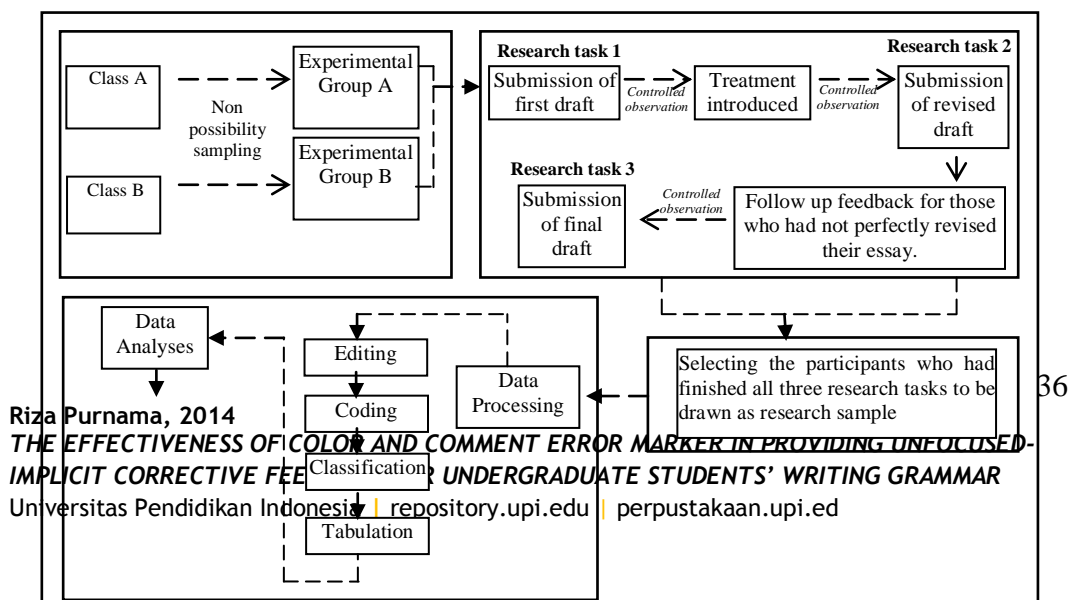 Class A
Non
possibility
sampling
Class B
Experimental
Group A
Experimental
Group B
Research task 1
Submission of
first draft
Controlled
observation
Treatment
introduced
Controlled
observation
Research task 2
Submission
of revised
draft
Follow up feedback for those
who had not perfectly revised
their essay.
Controlled
observation
Research task 3
Submission
of final
draft
Selecting the participants who had
finished all three research tasks to be
drawn as research sample
Data
Processing
Editing
Coding
Classification
Tabulation
Data
Analyses
36
Riza Purnama, 2014
THE EFFECTIVENESS OF COLOR AND COMMENT ERROR MARKER IN PROVIDING UNFOCUSED-
IMPLICIT CORRECTIVE UNDERGRADUATE STUDENTS’ WRITING GRAMMAR
Universitas Pendidikan Indonesia | repository.upi.edu | perpustakaan.upi.ed